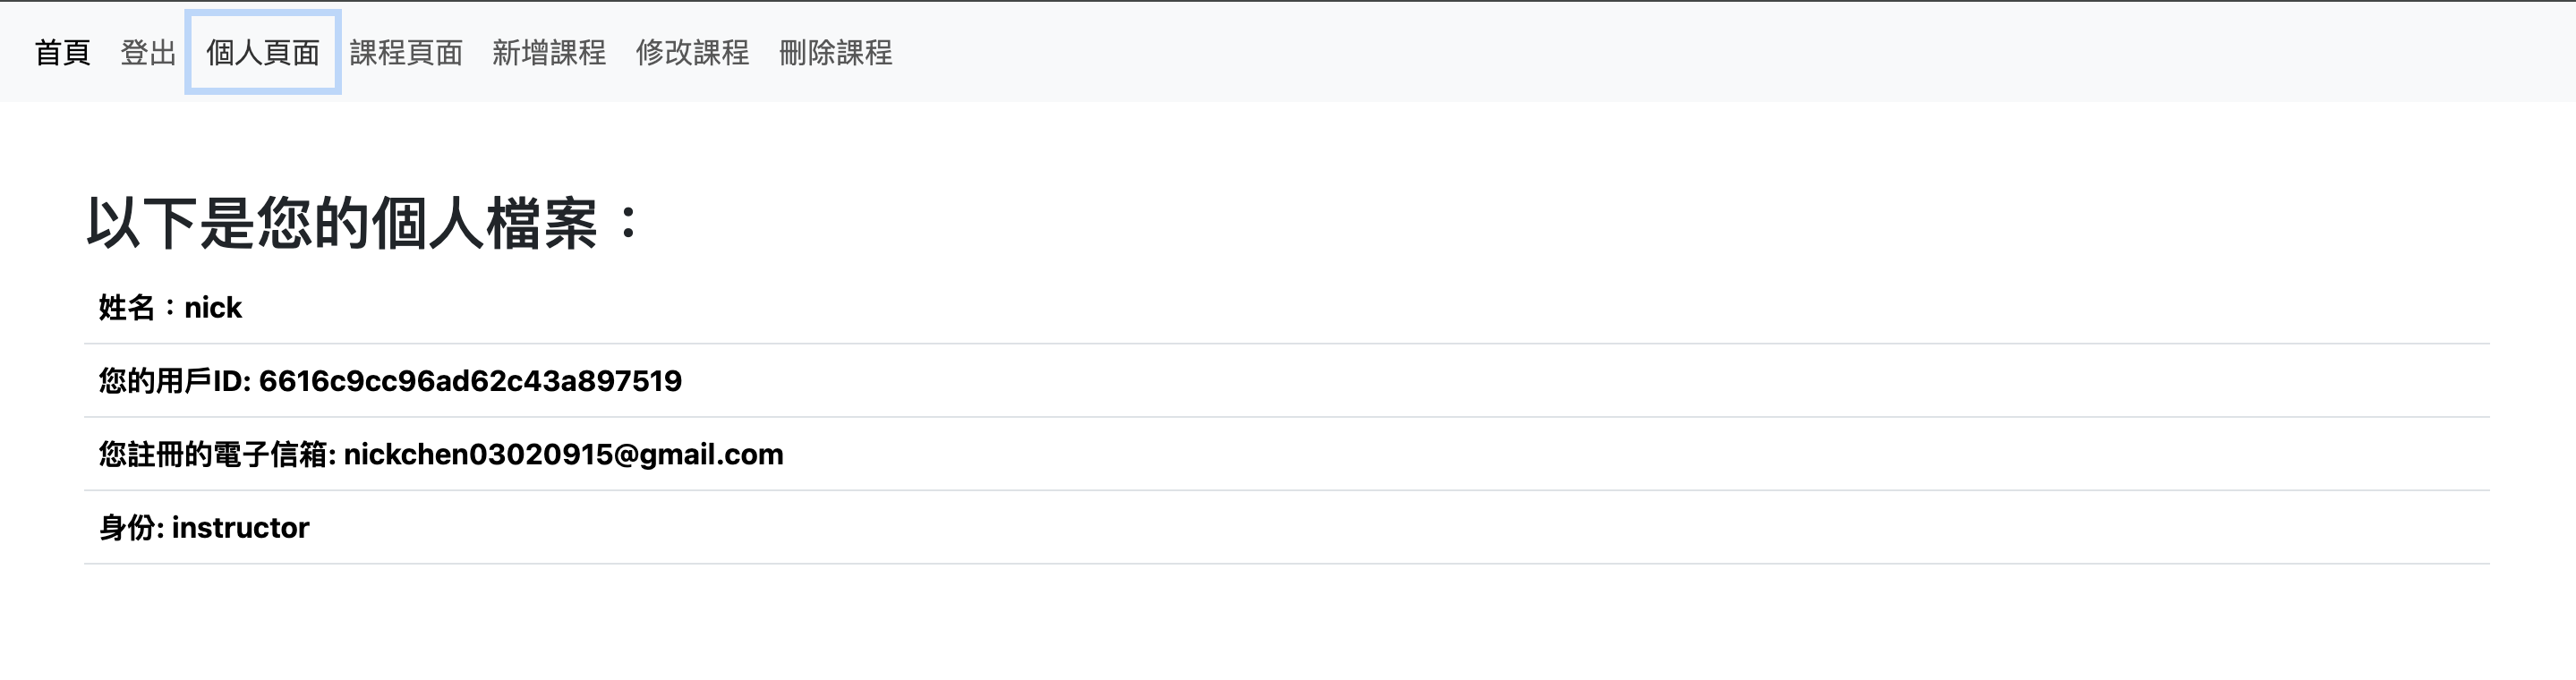 首頁 登出 個人頁面 課程頁面 新增課程 修改課程 刪除課程
以下是您的個人檔案：
姓名：nick
您的用戶ID: 6616c9cc96ad62c43a897519
您註冊的電子信箱: nickchen03020915@gmail.com
身份: instructor